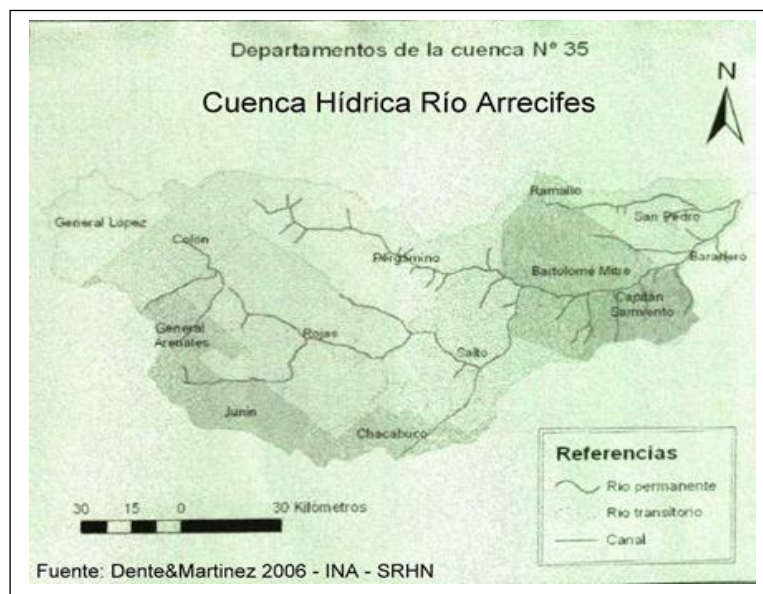 Departamentos de la cuenca N° 35
Cuenca Hídrica Río Arrecifes
N
Ramallo
San Pedro
General López
Colón
Pergamino
Baradero
Bartolomé Mitre
Capitán
Sarmiento
General
Arenales
Rojas
Salto
Junín
Chacabuco
Referencias
Rio permanente
Rio transitorio
Canal
30 15 0 30 Kilómetros
Fuente: Dente&Martinez 2006 - INA - SRHN